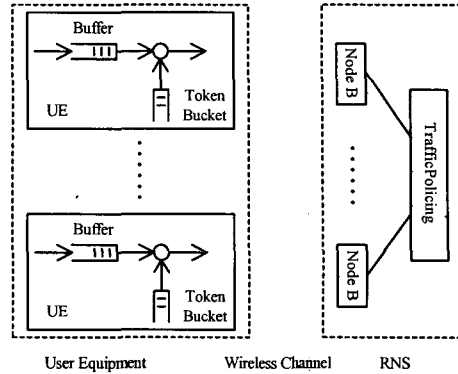 Buffer
UE
Token
Bucket
Node B
TrafficPolicing
Buffer
UE
Token
Bucket
Node B
User Equipment
Wireless Channel
RNS